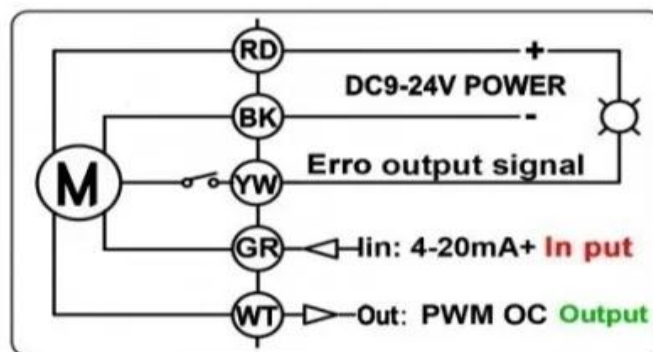 RD +
DC9-24V POWER
BK -
M YW Erro output signal
GR Iin: 4-20mA+ In put
WT Out: PWM OC Output